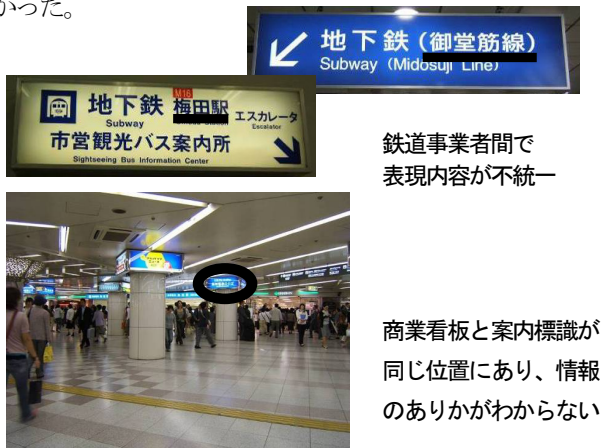 かった。
地下鉄(御堂筋線)
Subway (Midosuji Line)
M16
地下鉄 梅田駅 エスカレータ
Subway Escalator
市営観光バス案内所
Sightseeing Bus Information Center
鉄道事業者間で
表現内容が不統一
商業看板と案内標識が
同じ位置にあり、情報
のありかがわからない